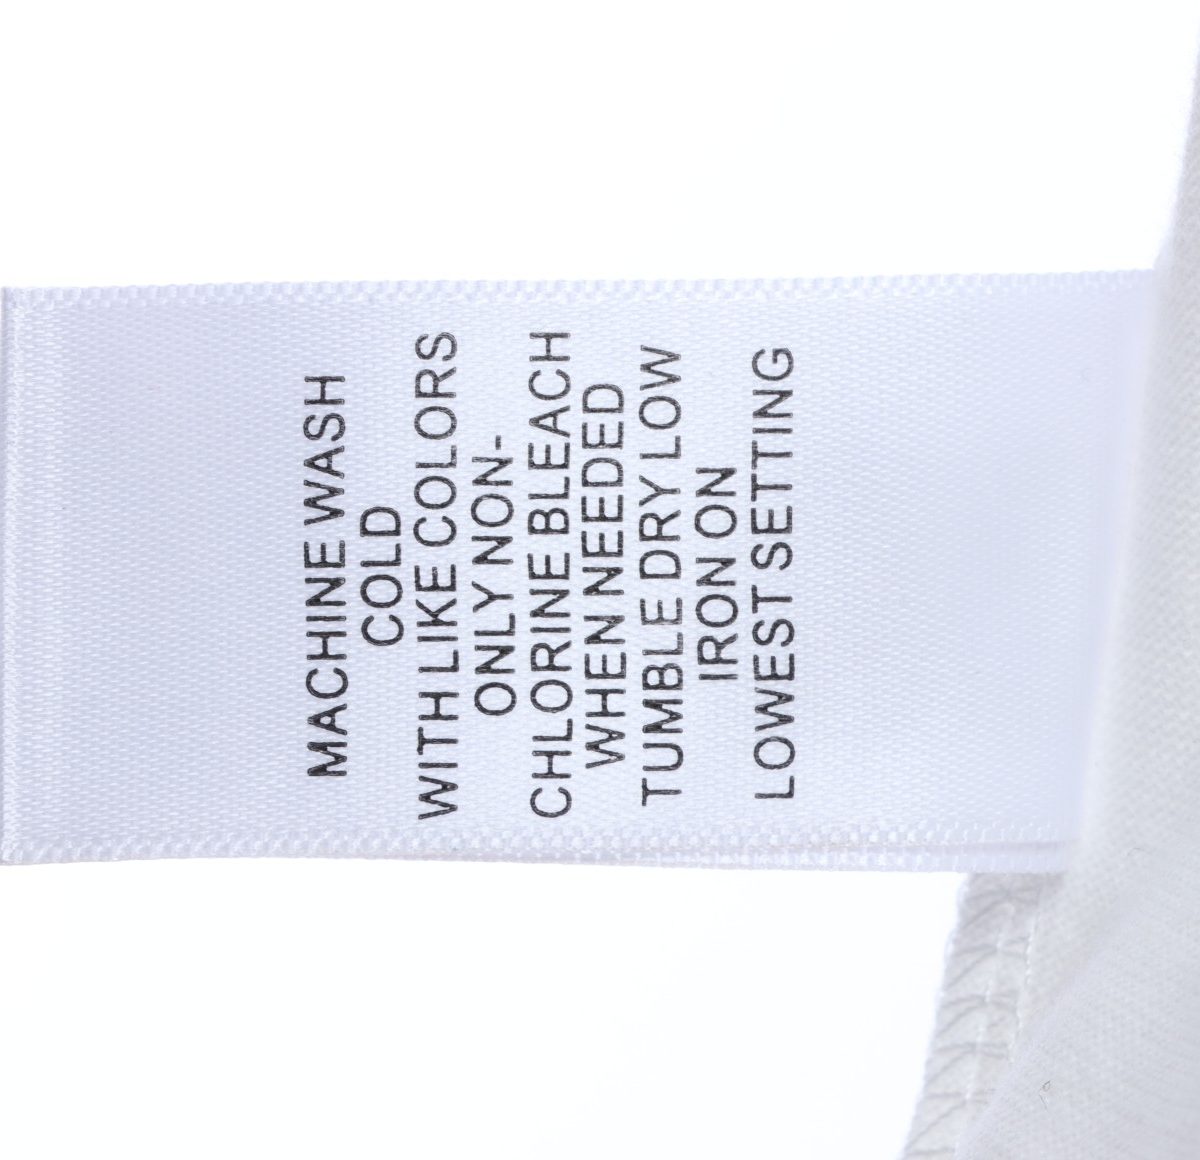 MACHINE WASH
COLD
WITH LIKE COLORS
ONLY NON-
CHLORINE BLEACH
WHEN NEEDED
TUMBLE DRY LOW
IRON ON
LOWEST SETTING